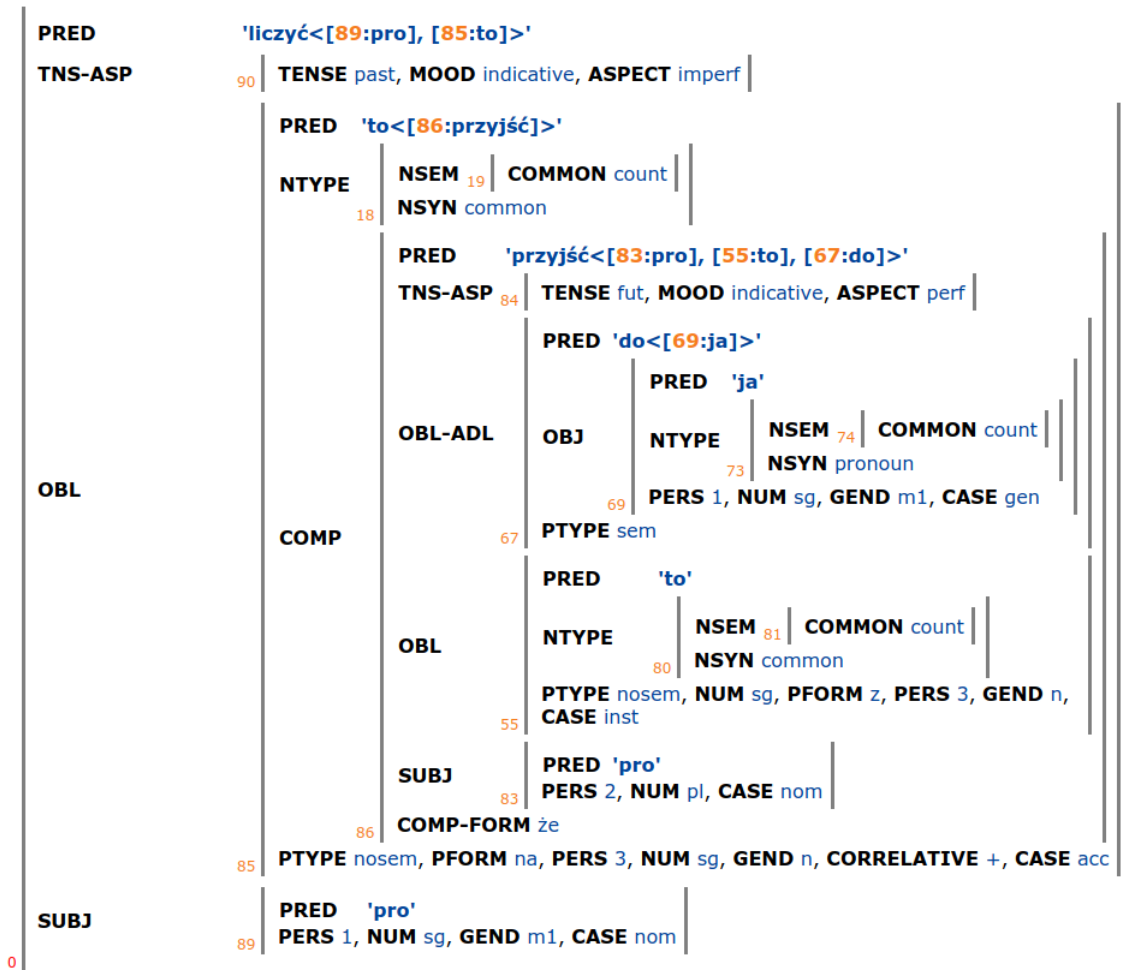 PRED 'liczyć<[89:pro], [85:to]>'
TNS-ASP 90 TENSE past, MOOD indicative, ASPECT imperf
PRED 'to<[86:przyjść]>'
NTYPE 18 NSEM 19 COMMON count
NSYN common
PRED 'przyjść<[83:pro], [55:to], [67:do]>'
TNS-ASP 84 TENSE fut, MOOD indicative, ASPECT perf
PRED 'do<[69:ja]>'
PRED 'ja'
OBL-ADL OBJ NTYPE 73 NSEM 74 COMMON count
NSYN pronoun
69 PERS 1, NUM sg, GEND m1, CASE gen
67 PTYPE sem
OBL COMP
PRED 'to'
OBL NTYPE 80 NSEM 81 COMMON count
NSYN common
PTYPE nosem, NUM sg, PFORM z, PERS 3, GEND n,
55 CASE inst
SUBJ 83 PRED 'pro'
PERS 2, NUM pl, CASE nom
86 COMP-FORM że
85 PTYPE nosem, PFORM na, PERS 3, NUM sg, GEND n, CORRELATIVE +, CASE acc
SUBJ 89 PRED 'pro'
PERS 1, NUM sg, GEND m1, CASE nom
0